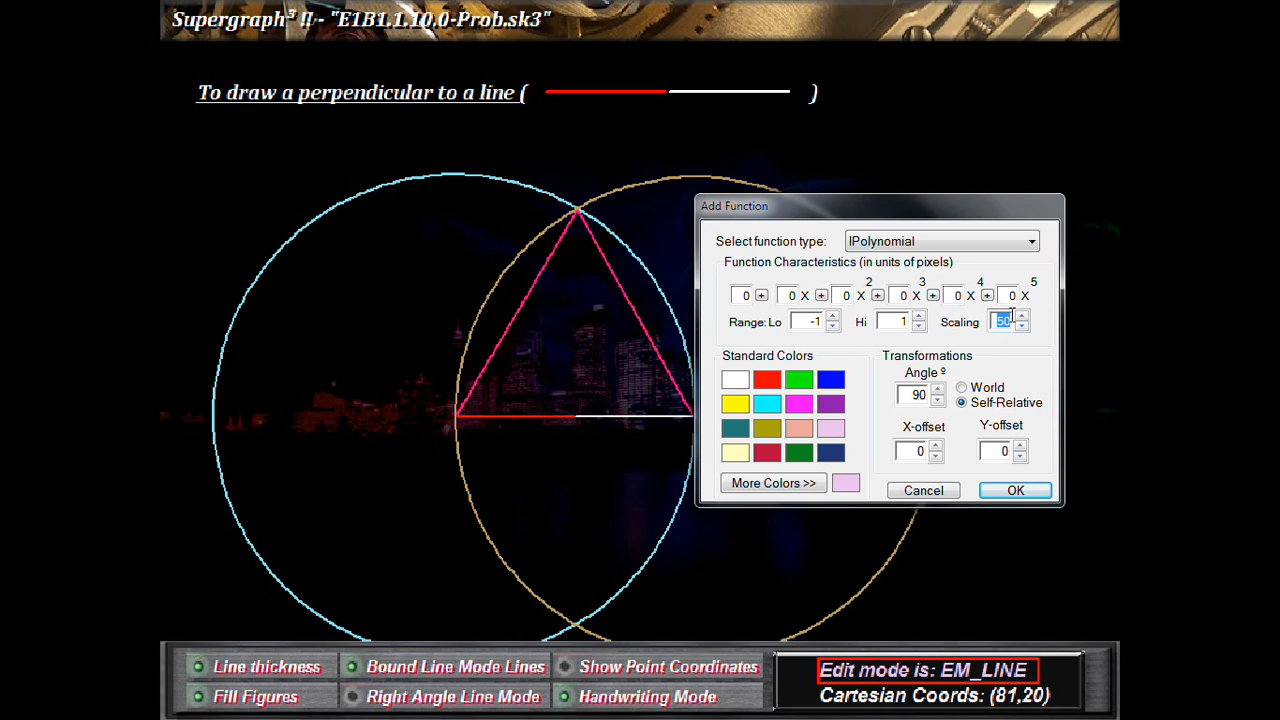 Supergraph³ !! - "E1B1.1.10.0-Prob.sk3"
To draw a perpendicular to a line ( )
Add Function
Select function type: IPolynomial
Function Characteristics (in units of pixels)
2 3 4 5
0 + 0 X + 0 X + 0 X + 0 X + 0 X
Range: Lo -1 Hi 1 Scaling 50
Standard Colors
Transformations
Angle º
90
World
Self-Relative
X-offset Y-offset
0 0
More Colors >>
Cancel OK
Line thickness Bound Line Mode Lines Show Point Coordinates
Fill Figures Right Angle Line Mode Handwriting Mode
Edit mode is: EM_LINE
Cartesian Coords: (81,20)